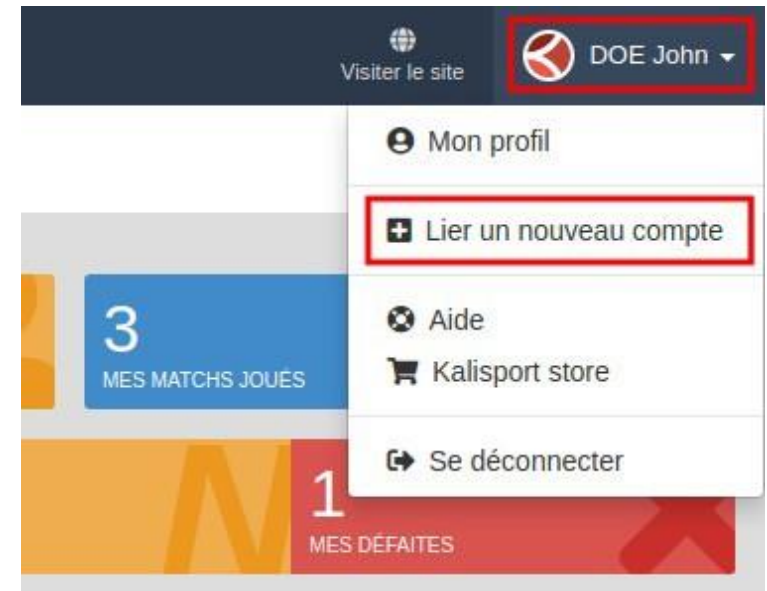 Visiter le site
DOE John
Mon profil
Lier un nouveau compte
3
MES MATCHS JOUÉS
Aide
Kalisport store
Se déconnecter
N
1
MES DÉFAITES